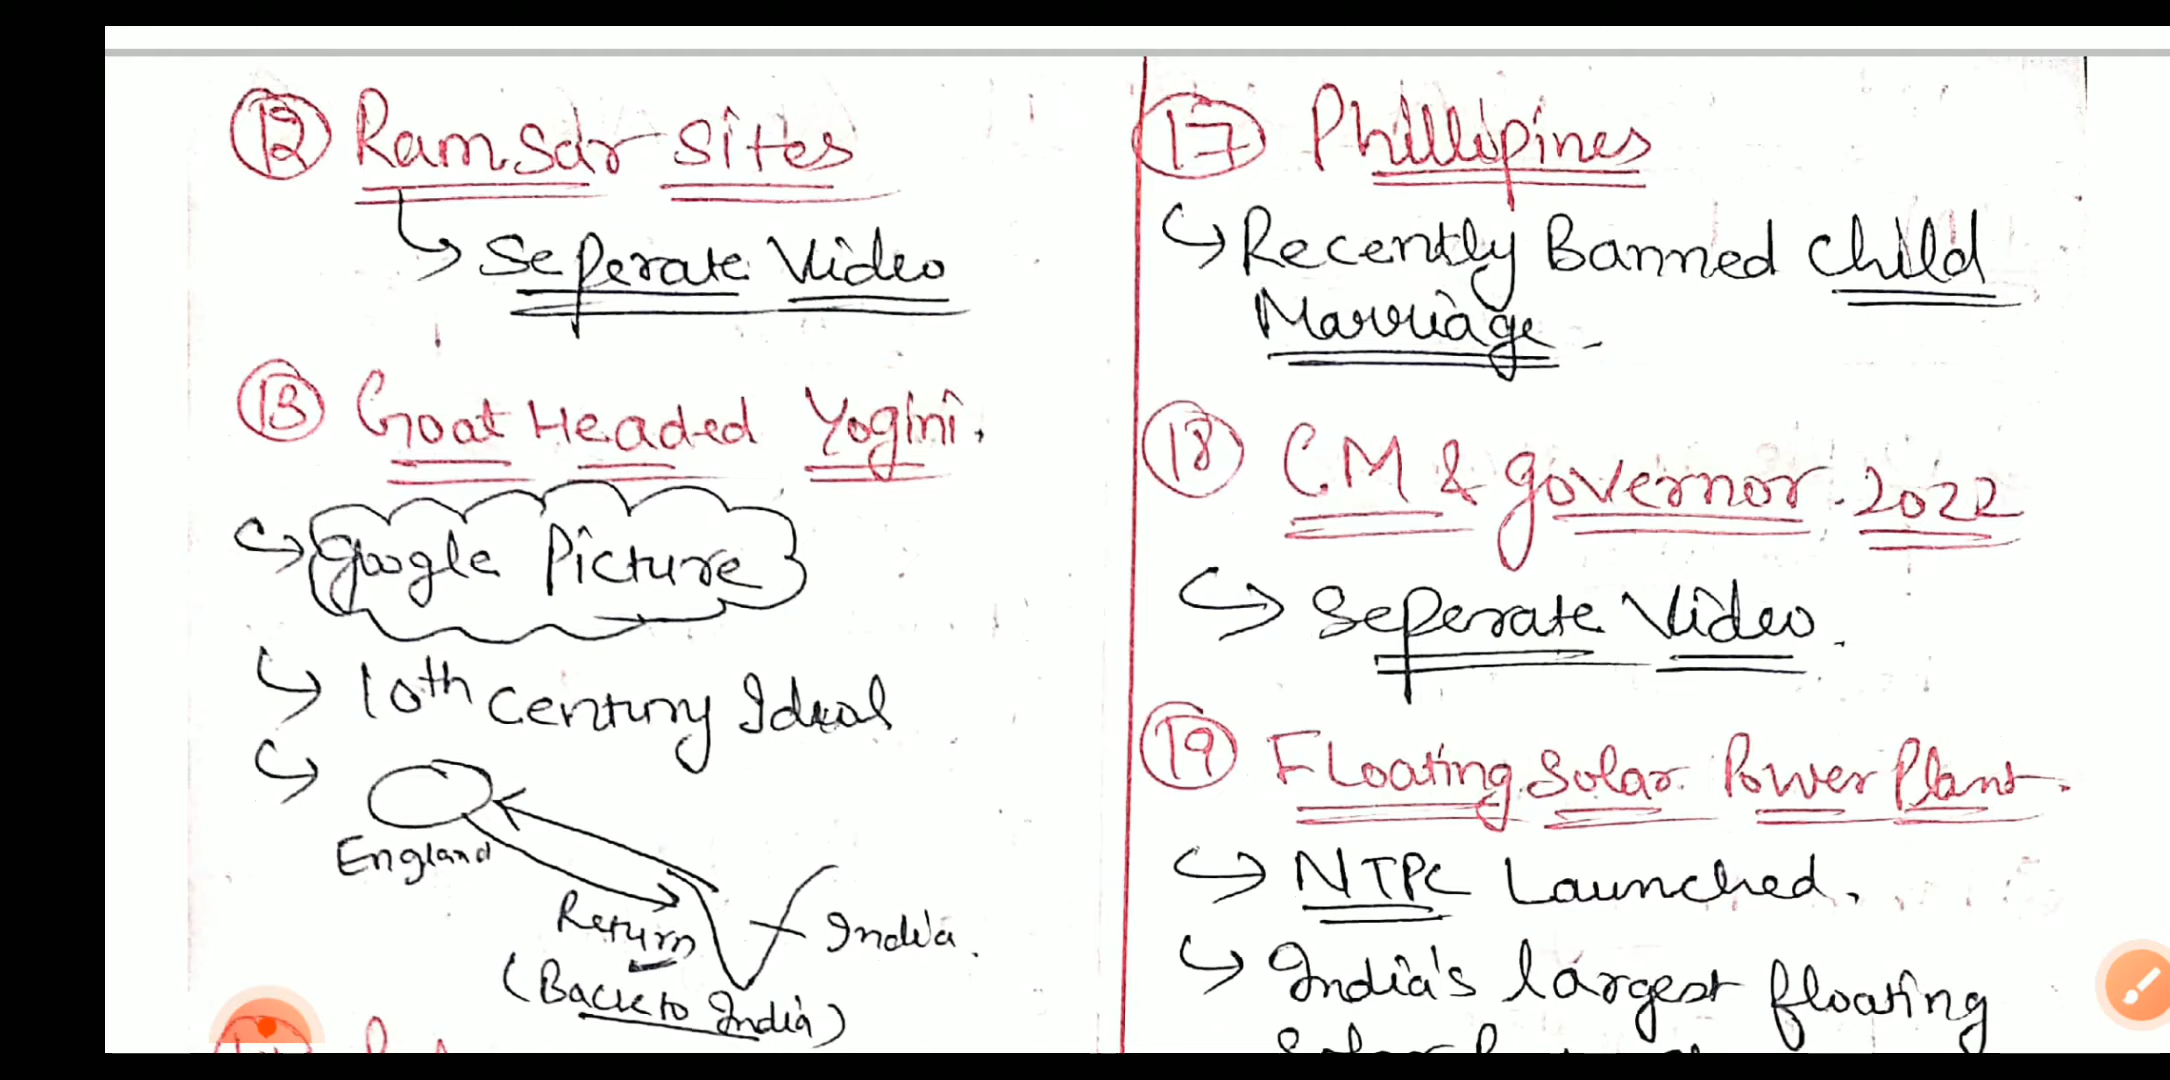 12 Ramsar Sites
Seperate Video
13 Goat Headed Yogini.
Google Picture
10th Century Idual
England
Return
India.
(Back to India)
17 Phillipines
Recently Banned Child
Marriage.
18 CM & Governor. 2022
Seperate Video.
19 Floating Solar Power Plant.
NTPC Launched.
India's largest floating